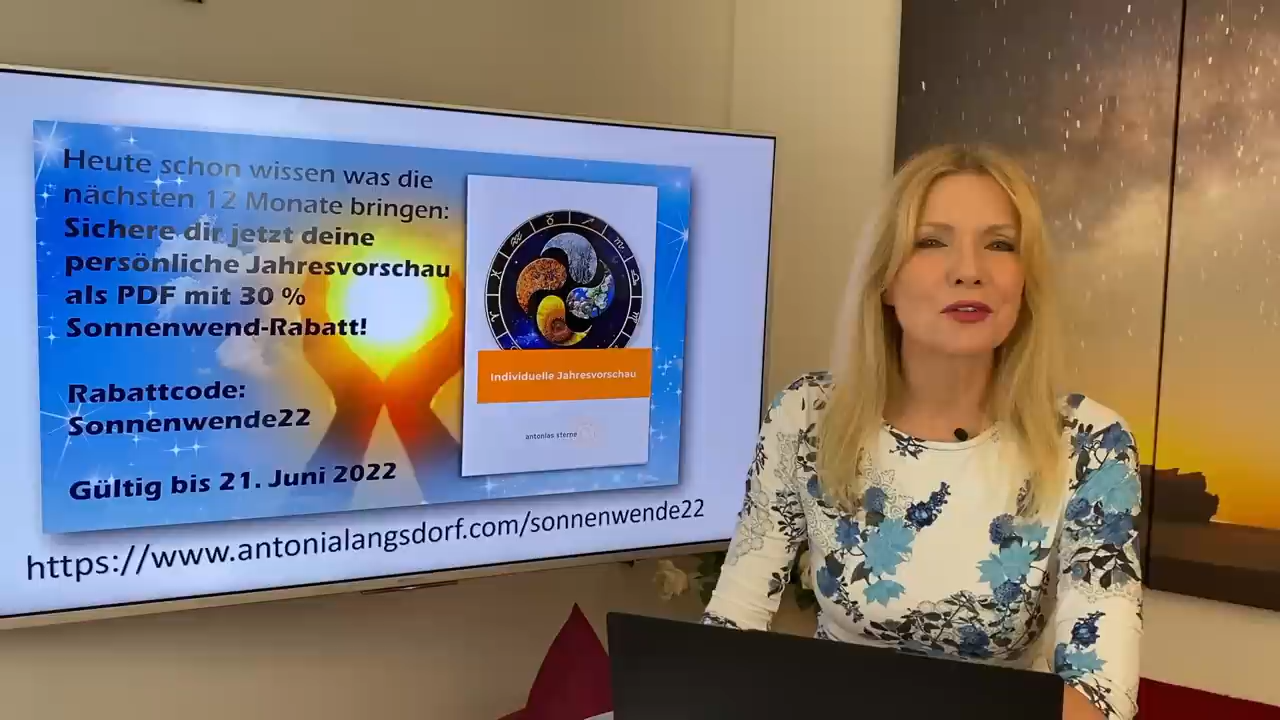 Heute schon wissen was die
nächsten 12 Monate bringen:
Sichere dir jetzt deine
persönliche Jahresvorschau
als PDF mit 30 %
Sonnenwend-Rabatt!
Rabattcode:
Sonnenwende22
Gültig bis 21. Juni 2022
Individuelle Jahresvorschau
antonias sterne
https://www.antonialangsdorf.com/sonnenwende22